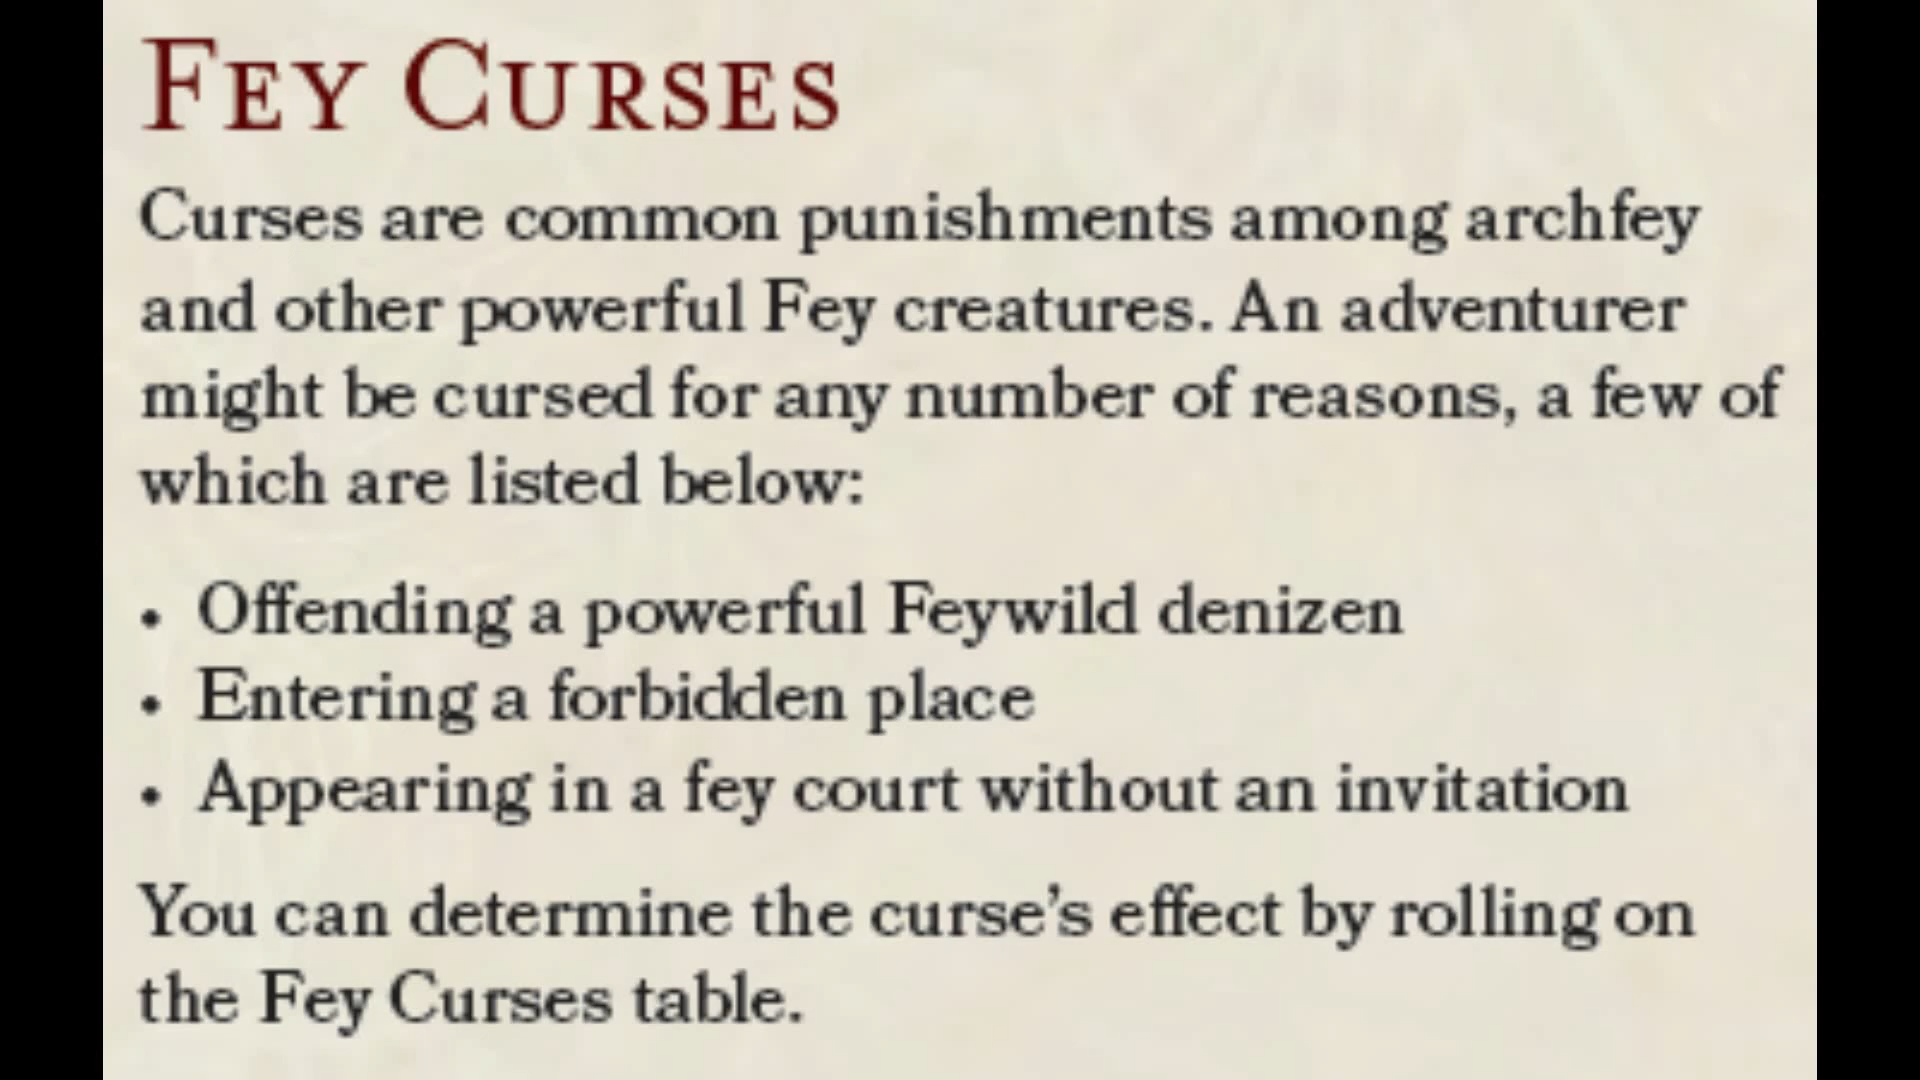 Fey Curses
Curses are common punishments among archfey
and other powerful Fey creatures. An adventurer
might be cursed for any number of reasons, a few of
which are listed below:
• Offending a powerful Feywild denizen
• Entering a forbidden place
• Appearing in a fey court without an invitation
You can determine the curse’s effect by rolling on
the Fey Curses table.